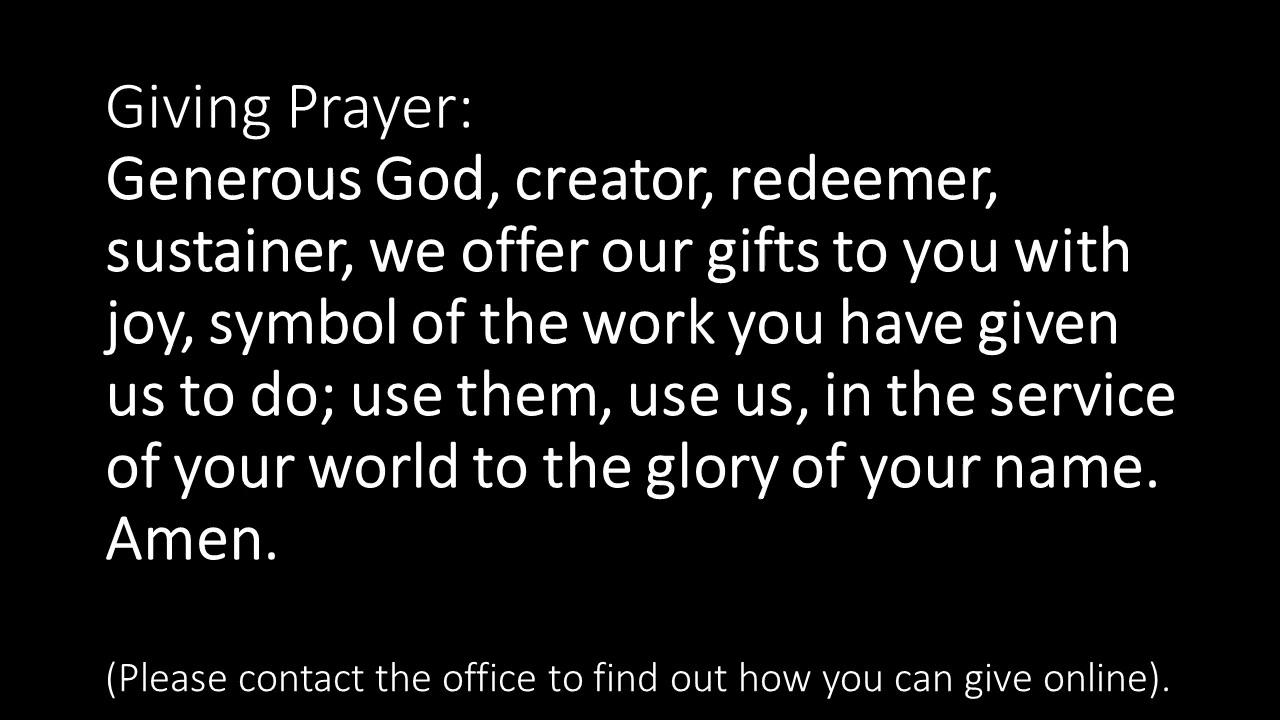 Giving Prayer:
Generous God, creator, redeemer,
sustainer, we offer our gifts to you with
joy, symbol of the work you have given
us to do; use them, use us, in the service
of your world to the glory of your name.
Amen.
(Please contact the office to find out how you can give online).